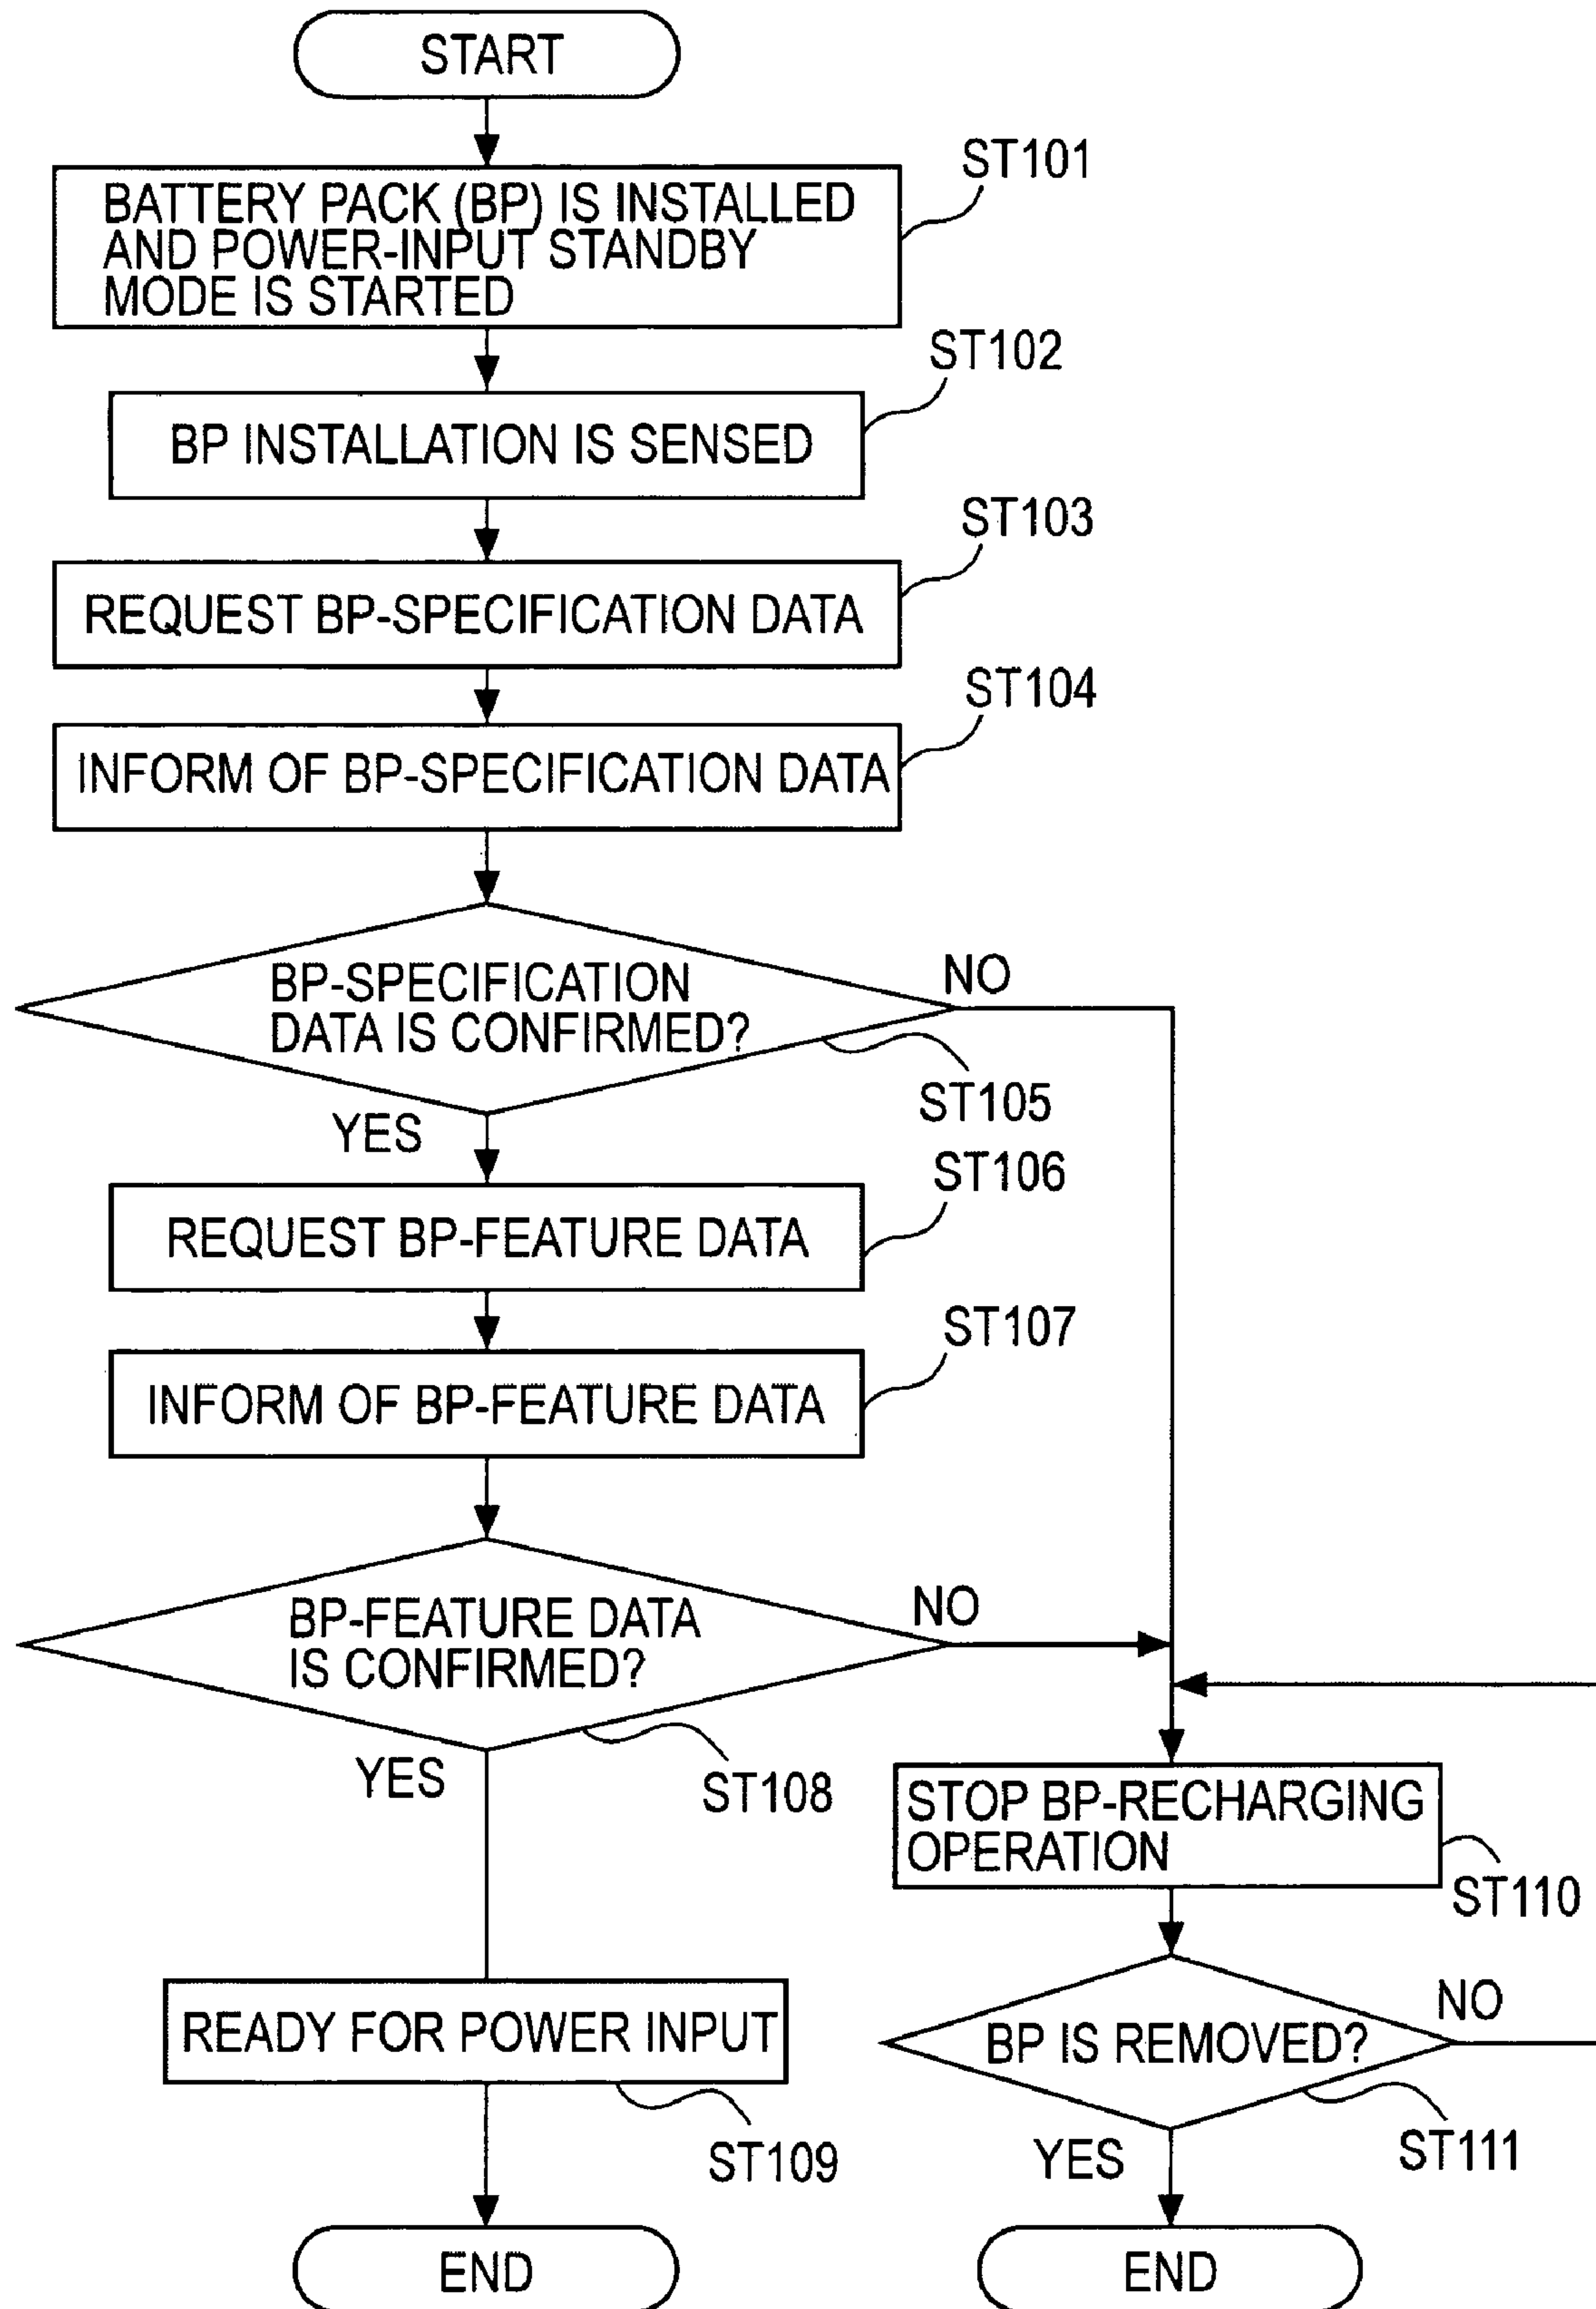 START
ST101
BATTERY PACK (BP) IS INSTALLED
AND POWER-INPUT STANDBY
MODE IS STARTED
ST102
BP INSTALLATION IS SENSED
ST103
REQUEST BP-SPECIFICATION DATA
ST104
INFORM OF BP-SPECIFICATION DATA
BP-SPECIFICATION
DATA IS CONFIRMED?
NO
ST105
YES
ST106
REQUEST BP-FEATURE DATA
ST107
INFORM OF BP-FEATURE DATA
BP-FEATURE DATA
IS CONFIRMED?
NO
ST108
YES
STOP BP-RECHARGING
OPERATION
ST110
READY FOR POWER INPUT
ST109
BP IS REMOVED?
NO
ST111
YES
END
END